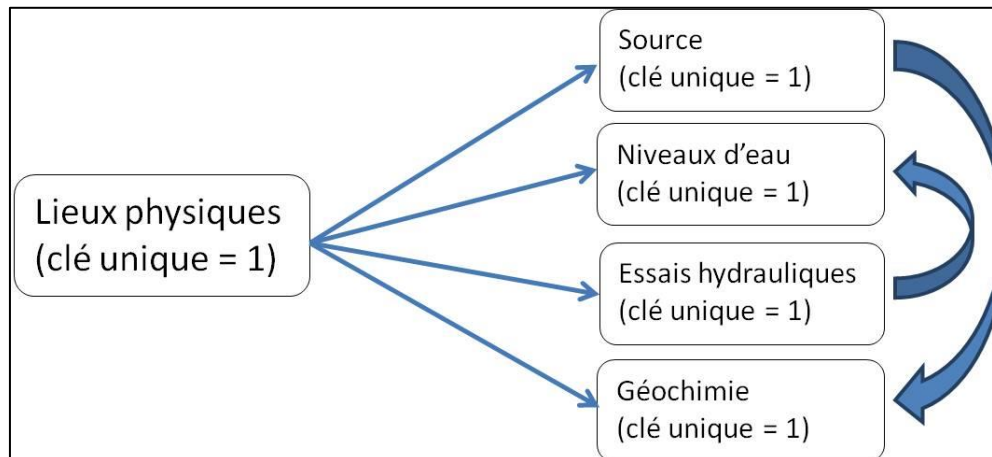 Lieux physiques
(clé unique = 1)
Source
(clé unique = 1)
Niveaux d’eau
(clé unique = 1)
Essais hydrauliques
(clé unique = 1)
Géochimie
(clé unique = 1)